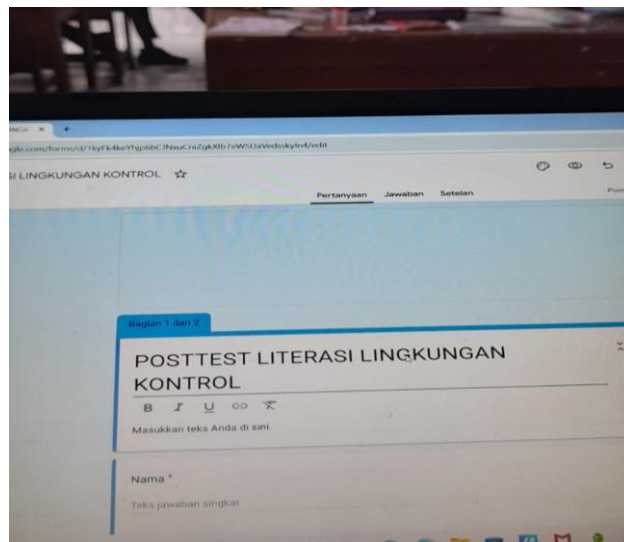 SI LINGKUNGAN KONTROL
Pertanyaan Jawaban Setelan
Bagian 1 dari 2
POSTTEST LITERASI LINGKUNGAN
KONTROL
B I U
Masukkan teks Anda di sini.
Nama *
Teks jawaban singkat